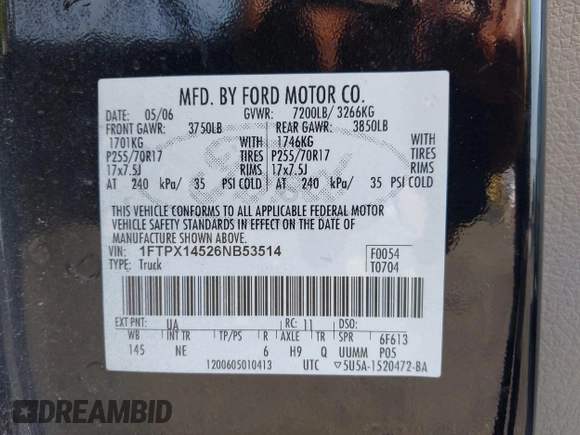 MFD. BY FORD MOTOR CO.
DATE: 05/06 GVWR: 7200LB/ 3266KG
FRONT GAWR: 3750LB REAR GAWR: 3850LB
1701KG WITH 1746KG WITH
P255/70R17 TIRES P255/70R17 TIRES
17x7.5J RIMS 17x7.5J RIMS
AT 240 kPa/ 35 PSI COLD AT 240 kPa/ 35 PSI COLD
THIS VEHICLE CONFORMS TO ALL APPLICABLE FEDERAL MOTOR
VEHICLE SAFETY STANDARDS IN EFFECT ON THE DATE OF
MANUFACTURE SHOWN ABOVE.
VIN: 1FTPX14526NB53514 F0054
TYPE: Truck T0704
EXT PNT: UA RC: 11 DSO:
WB INT TR TP/PS R AXLE TR SPR 6F613
145 NE 6 H9 Q UUMM P05
1200605010413 UTC ▽5U5A-1520472-BA
DREAMBID
LUXURY AND SALVAGE VEHICLES